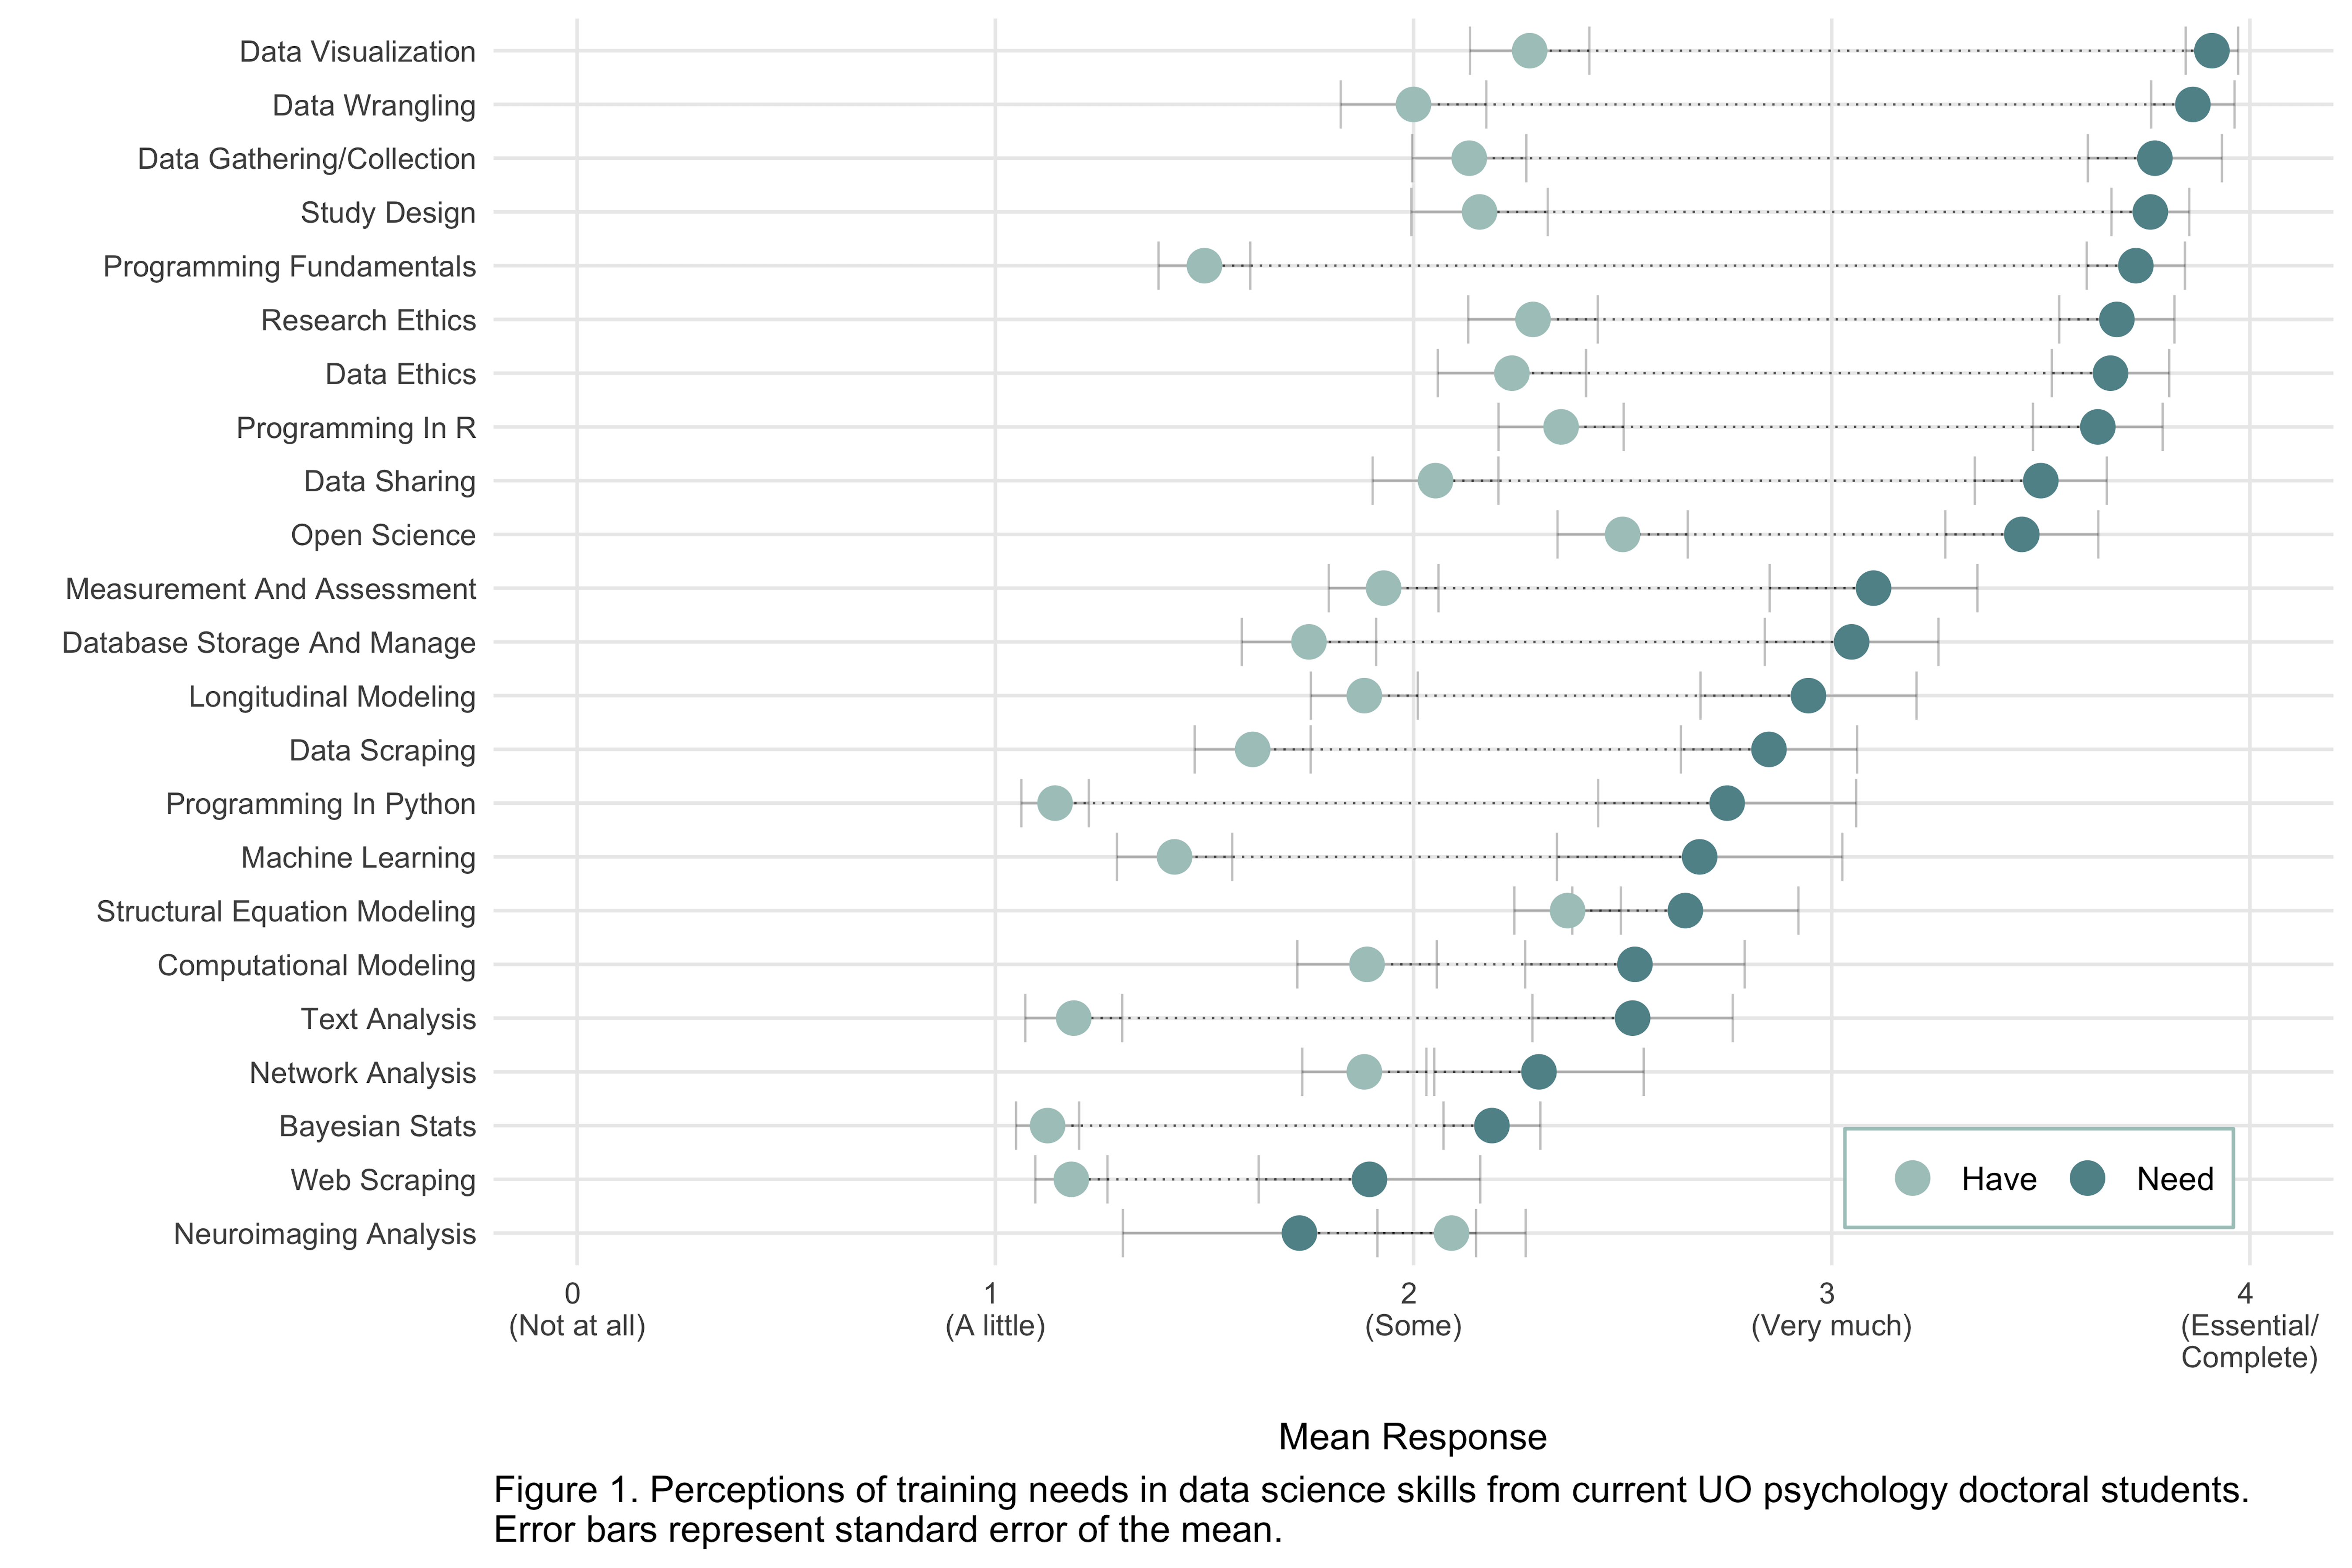 Data Visualization
Data Wrangling
Data Gathering/Collection
Study Design
Programming Fundamentals
Research Ethics
Data Ethics
Programming In R
Data Sharing
Open Science
Measurement And Assessment
Database Storage And Manage
Longitudinal Modeling
Data Scraping
Programming In Python
Machine Learning
Structural Equation Modeling
Computational Modeling
Text Analysis
Network Analysis
Bayesian Stats
Web Scraping
Neuroimaging Analysis
Have Need
0 1 2 3 4
(Not at all) (A little) (Some) (Very much) (Essential/
Complete)
Mean Response
Figure 1. Perceptions of training needs in data science skills from current UO psychology doctoral students.
Error bars represent standard error of the mean.